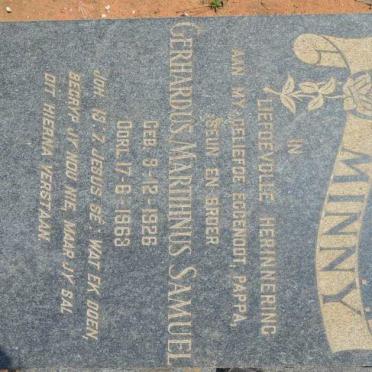 MINNY
IN
LIEFDEVOLLE HERINNERING
AAN MY GELIEFDE EGGENOOT, PAPPA,
SEUN EN BROER
GERHARDUS MARTHINUS SAMUEL
GEB. 9-12-1926
OORL. 17-6-1963
JOH. 13:7 JESUS SÊ: WAT EK DOEN,
BEGRYP JY NOU NIE, MAAR JY SAL
DIT HIERNA VERSTAAN.